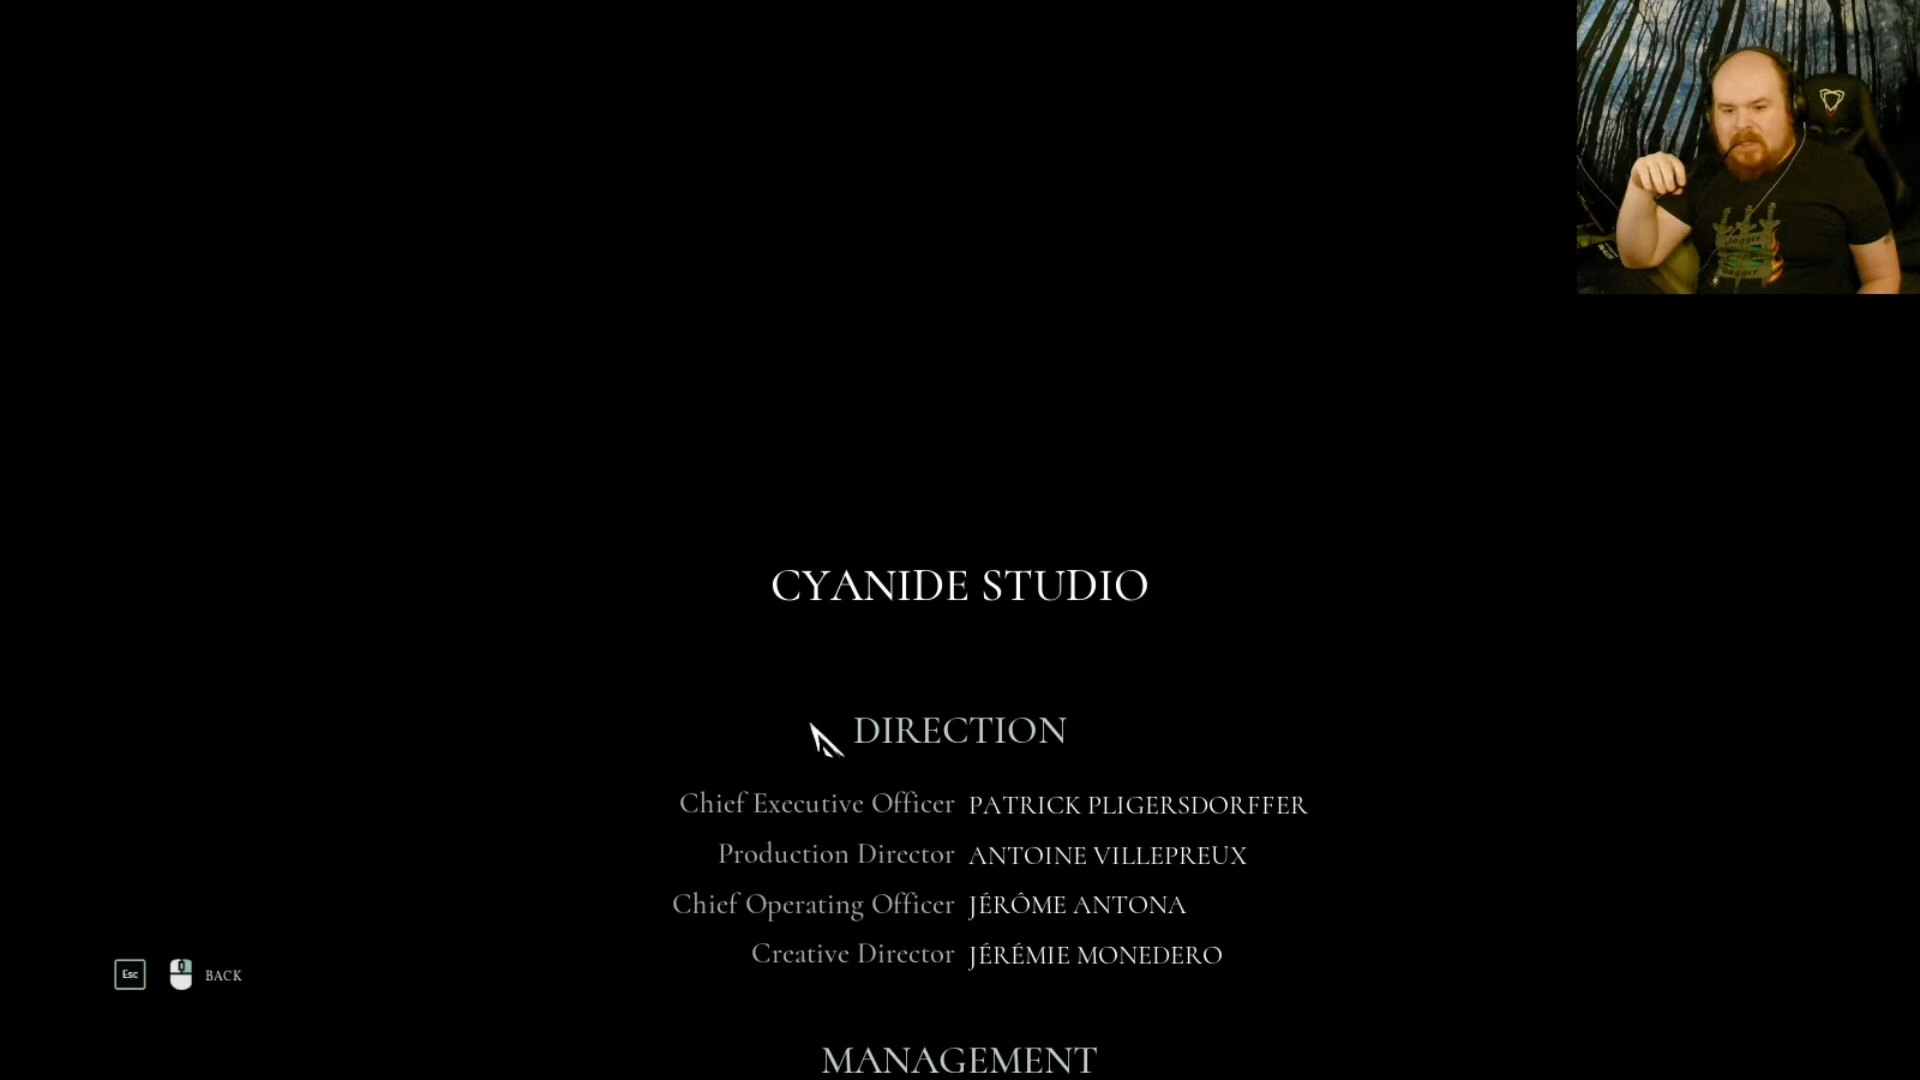 CYANIDE STUDIO
DIRECTION
Chief Executive Officer PATRICK PLIGERSDORFFER
Production Director ANTOINE VILLEPREUX
Chief Operating Officer JÉRÔME ANTONA
Creative Director JÉRÉMIE MONEDERO
Esc BACK
MANAGEMENT